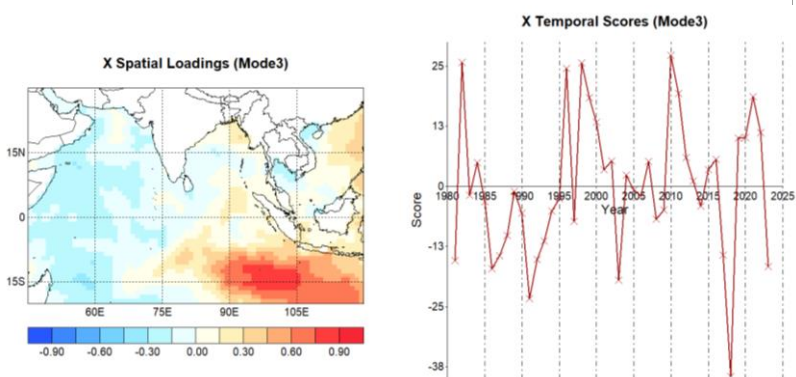 X Spatial Loadings (Mode3)
15N
0
15S
60E 75E 90E 105E
-0.90 -0.60 -0.30 0.00 0.30 0.60 0.90
X Temporal Scores (Mode3)
25
13
0
-13
-25
-38
Score
1980 1985 1990 1995 2000 2005 2010 2015 2020 2025
Year